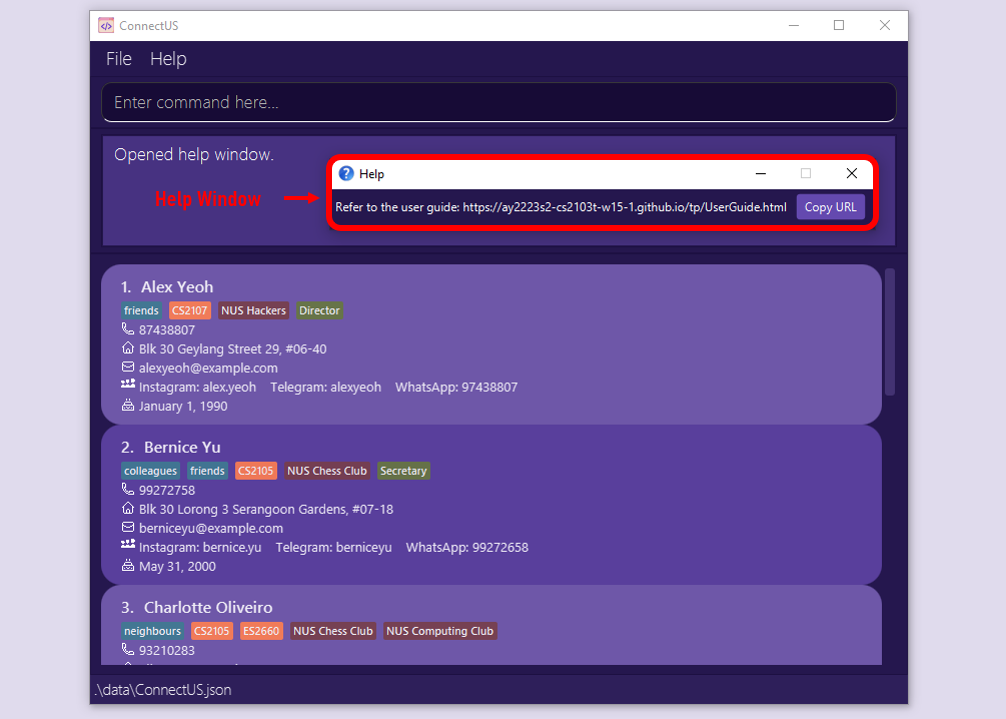 ConnectUS
File Help
Enter command here...
Opened help window.
Help
Help Window
Refer to the user guide: https://ay2223s2-cs2103t-w15-1.github.io/tp/UserGuide.html Copy URL
1. Alex Yeoh
friends CS2107 NUS Hackers Director
87438807
Blk 30 Geylang Street 29, #06-40
alexyeoh@example.com
Instagram: alex.yeoh Telegram: alexyeoh WhatsApp: 97438807
January 1, 1990
2. Bernice Yu
colleagues friends CS2105 NUS Chess Club Secretary
99272758
Blk 30 Lorong 3 Serangoon Gardens, #07-18
berniceyu@example.com
Instagram: bernice.yu Telegram: berniceyu WhatsApp: 99272658
May 31, 2000
3. Charlotte Oliveiro
neighbours CS2105 ES2660 NUS Chess Club NUS Computing Club
93210283
.\data\ConnectUS.json